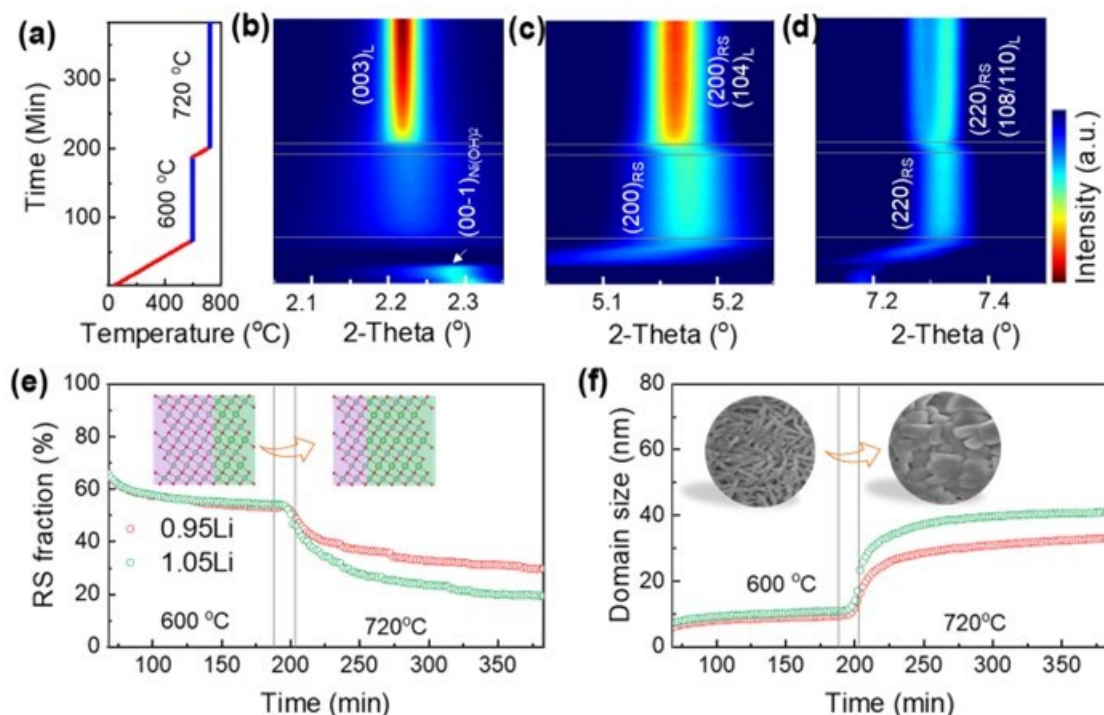 (a)
(b)
(c)
(d)
Time (Min)
300
200
100
720 °C
600 °C
0 400 800
Temperature (°C)
(003)L
(00-1)Ni(OH)2
2.1 2.2 2.3
2-Theta (°)
(200)RS
(104)L
(200)RS
5.1 5.2
2-Theta (°)
(220)RS
(108/110)L
(220)RS
7.2 7.4
2-Theta (°)
Intensity (a.u.)
(e)
RS fraction (%)
100
80
60
40
20
0
0.95Li
1.05Li
600 °C
720°C
100 150 200 250 300 350
Time (min)
(f)
Domain size (nm)
80
60
40
20
0
600 °C
720°C
100 150 200 250 300 350
Time (min)